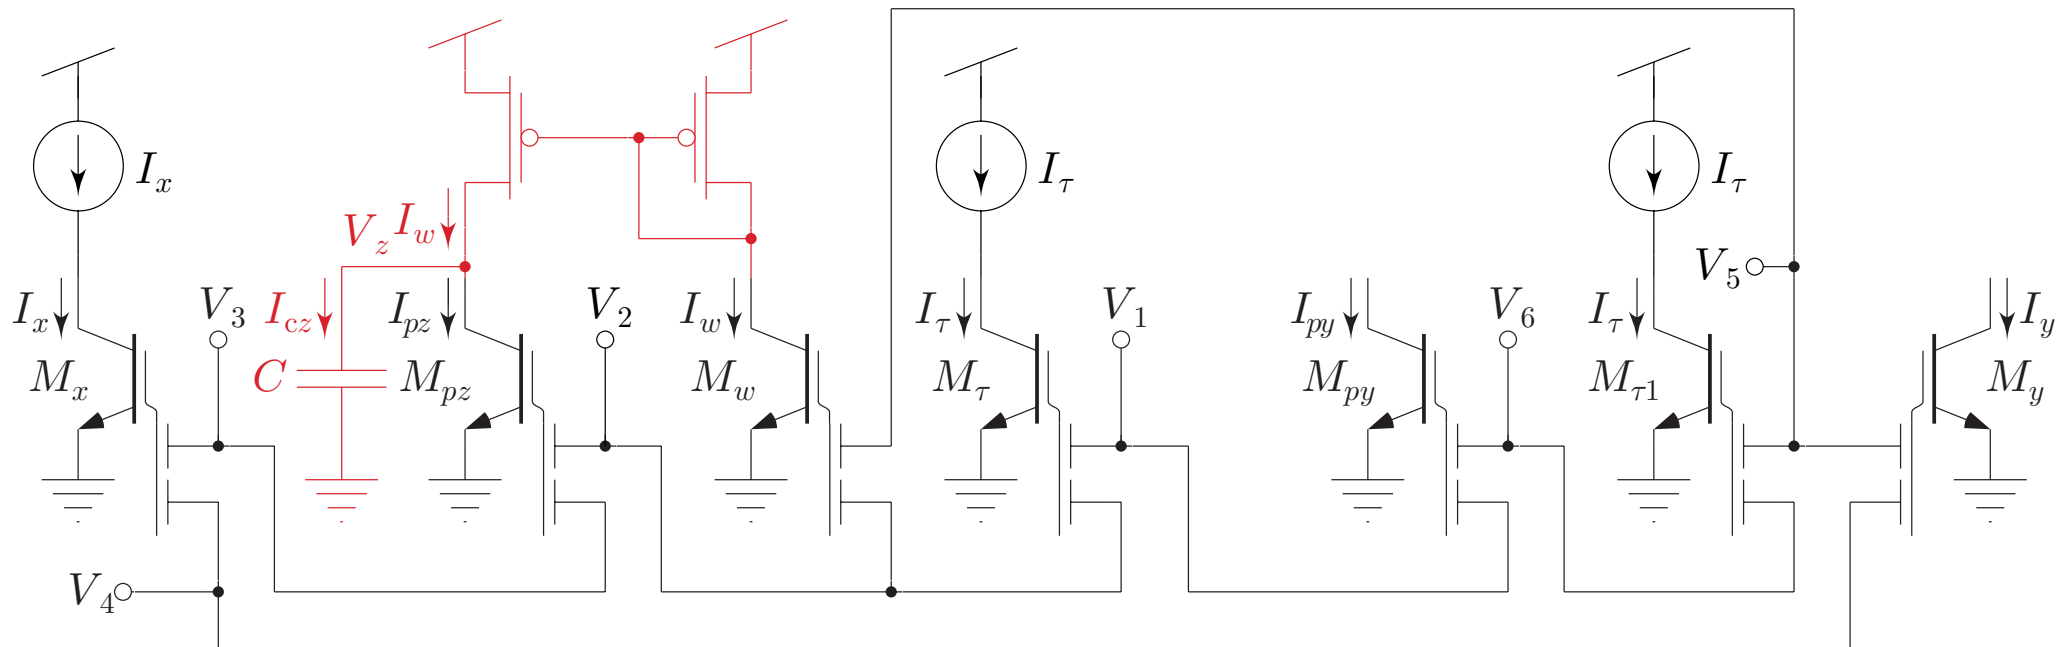 I_x I_τ I_τ
V_z I_w
V_5
I_x V_3 I_cz I_pz V_2 I_w I_τ V_1 I_py V_6 I_τ I_y
M_x C M_pz M_w M_τ M_py M_τ1 M_y
V_4